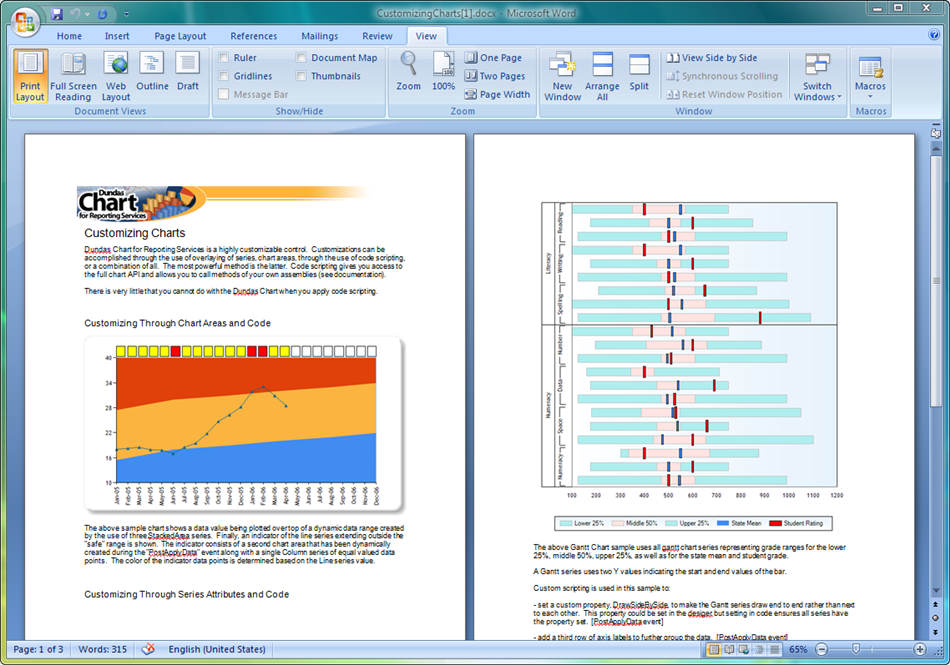 CustomizingCharts[1].docx - Microsoft Word
Home Insert Page Layout References Mailings Review View
Ruler Document Map One Page View Side by Side
Gridlines Thumbnails Two Pages Synchronous Scrolling
Message Bar Page Width Reset Window Position
Print Layout Full Screen Reading Web Layout Outline Draft Zoom 100% New Window Arrange All Split Switch Windows Macros
Document Views Show/Hide Zoom Window Macros
Dundas
Chart
for Reporting Services
Customizing Charts
Dundas Chart for Reporting Services is a highly customizable control. Customizations can be
accomplished through the use of overlaying of series, chart areas, through the use of code scripting,
or a combination of all. The most powerful method is the latter. Code scripting gives you access to
the full chart API and allows you to call methods of your own assemblies (see documentation).
There is very little that you cannot do with the Dundas Chart when you apply code scripting.
Customizing Through Chart Areas and Code
40
34
28
22
16
10
Jan-05 Feb-05 Mar-05 Apr-05 May-05 Jun-05 Jul-05 Aug-05 Sep-05 Oct-05 Nov-05 Dec-05 Jan-06 Feb-06 Mar-06 Apr-06 May-06 Jun-06 Jul-06 Aug-06 Sep-06 Oct-06 Nov-06 Dec-06
The above sample chart shows a data value being plotted over top of a dynamic data range created
by the use of three StackedArea series. Finally, an indicator of the line series extending outside the
"safe" range is shown. The indicator consists of a second chart area that has been dynamically
created during the "PostApplyData" event along with a single Column series of equal valued data
points. The color of the indicator data points is determined based on the Line series value.
Customizing Through Series Attributes and Code
Literacy
Reading
Writing
Spelling
Numeracy
Number
Data
Space
Numeracy
100 200 300 400 500 600 700 800 900 1000 1100 1200
Lower 25% Middle 50% Upper 25% State Mean Student Rating
The above Gantt Chart sample uses all gantt chart series representing grade ranges for the lower
25%, middle 50%, upper 25%, as well as for the state mean and student grade.
A Gantt series uses two Y values indicating the start and end values of the bar.
Custom scripting is used in this sample to:
- set a custom property, DrawSideBySide, to make the Gantt series draw end to end rather than next
to each other. This property could be set in the designer but setting in code ensures all series have
the property set. [PostApplyData event]
- add a third row of axis labels to further group the data. [PostApplyData event]
Page: 1 of 3 Words: 315 English (United States) 65%